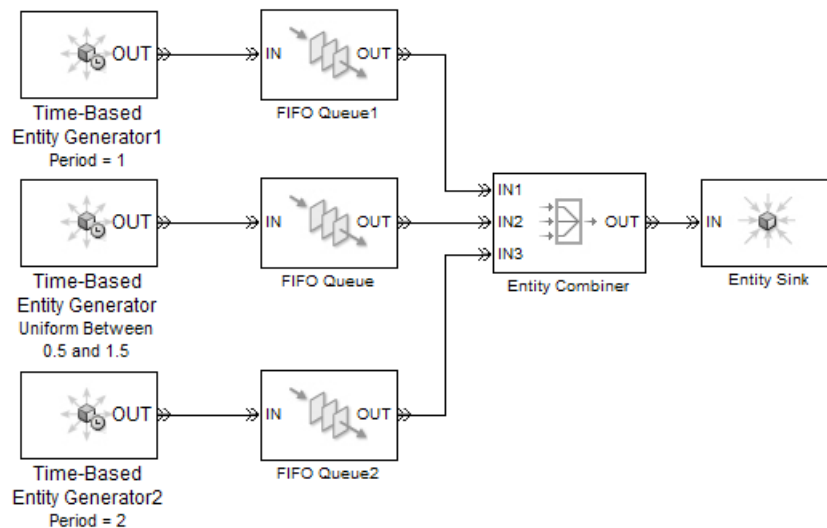 OUT
IN
OUT
Time-Based
Entity Generator1
Period = 1
FIFO Queue1
OUT
IN
OUT
Time-Based
Entity Generator
Uniform Between
0.5 and 1.5
FIFO Queue
IN1
IN2
IN3
OUT
Entity Combiner
IN
Entity Sink
OUT
IN
OUT
Time-Based
Entity Generator2
Period = 2
FIFO Queue2